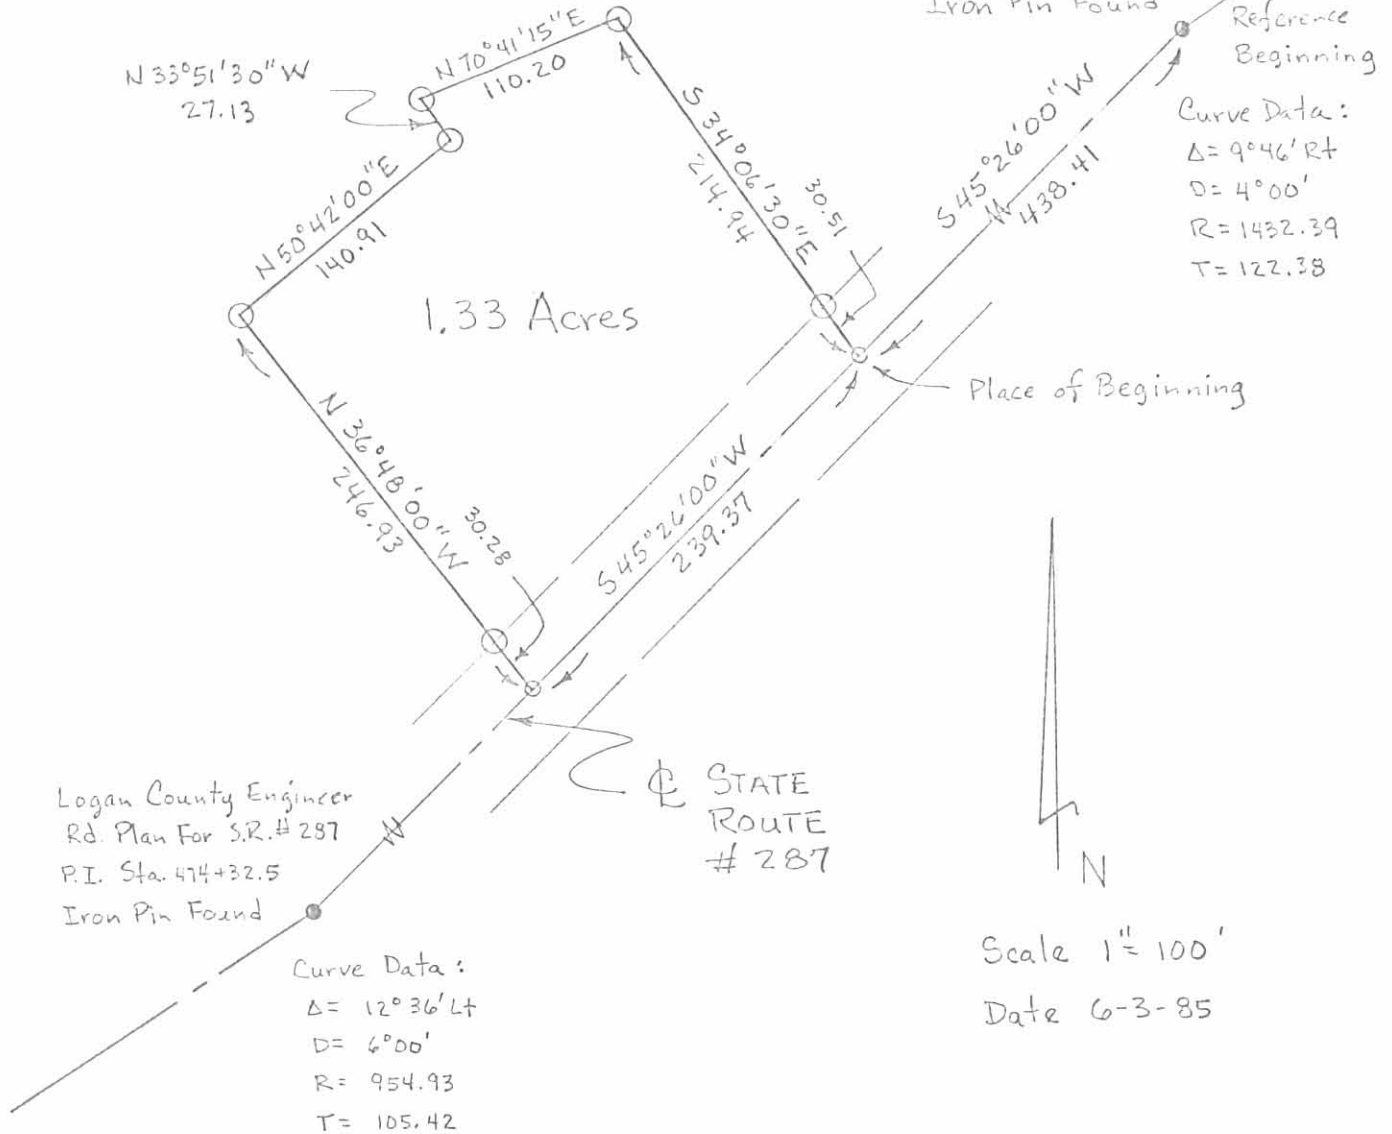 Iron Pin Found
Reference
Beginning
N 70°41'15"E
110.20
N 33°51'30"W
27.13
Curve Data:
Δ= 9°46' Rt
D= 4°00'
R= 1432.39
T= 122.38
S 34°06'30"E
214.94
30.51
S 45°26'00"W
438.41
N 50°42'00"E
140.91
1.33 Acres
Place of Beginning
N 36°48'00"W
246.93
30.28
S 45°26'00"W
239.37
℄ STATE
ROUTE
# 287
Logan County Engineer
Rd. Plan For S.R.# 287
P.I. Sta. 474+32.5
Iron Pin Found
N
Curve Data:
Δ= 12°36' Lt
D= 6°00'
R= 954.93
T= 105.42
Scale 1"= 100'
Date 6-3-85